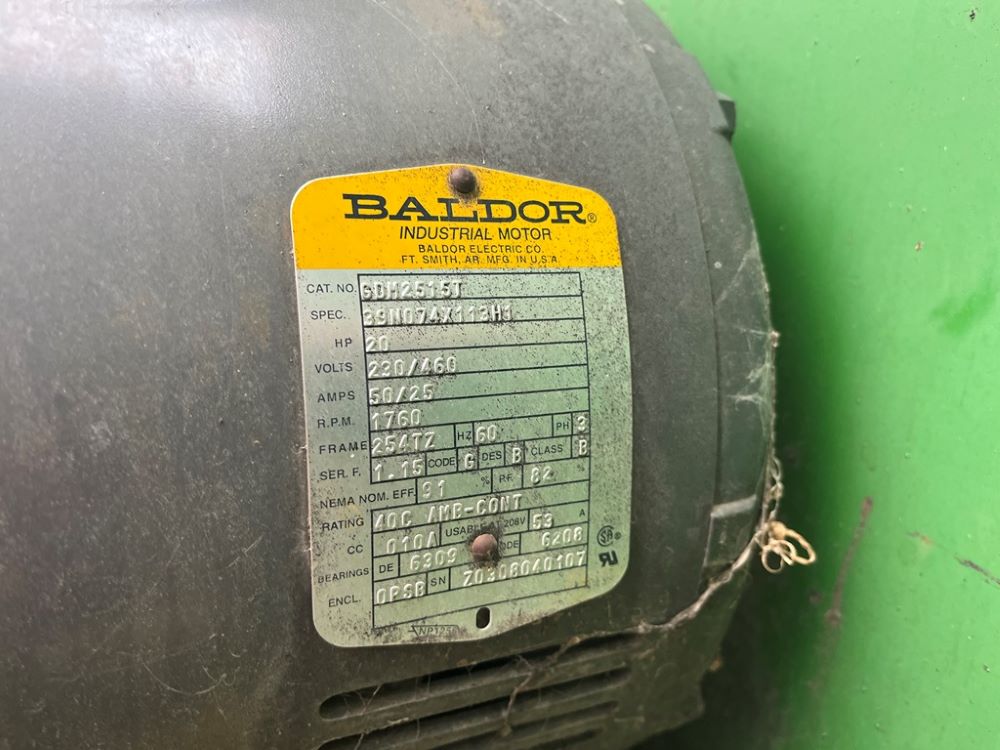 BALDOR®
INDUSTRIAL MOTOR
BALDOR ELECTRIC CO.
FT. SMITH, AR. MFG. IN U.S.A.
CAT. NO. GDM2515T
SPEC. 39N074X113H1
HP 20
VOLTS 230/460
AMPS 50/25
R.P.M. 1760
FRAME 254TZ HZ 60 PH 3
SER. F. 1.15 CODE G DES B CLASS B
NEMA NOM. EFF. 91 % P.F. 82 %
RATING 40C AMB-CONT
CC 010A USABLE AT 208V 53 A
BEARINGS DE 6309 ODE 6208
ENCL. OPSB SN Z0308040107